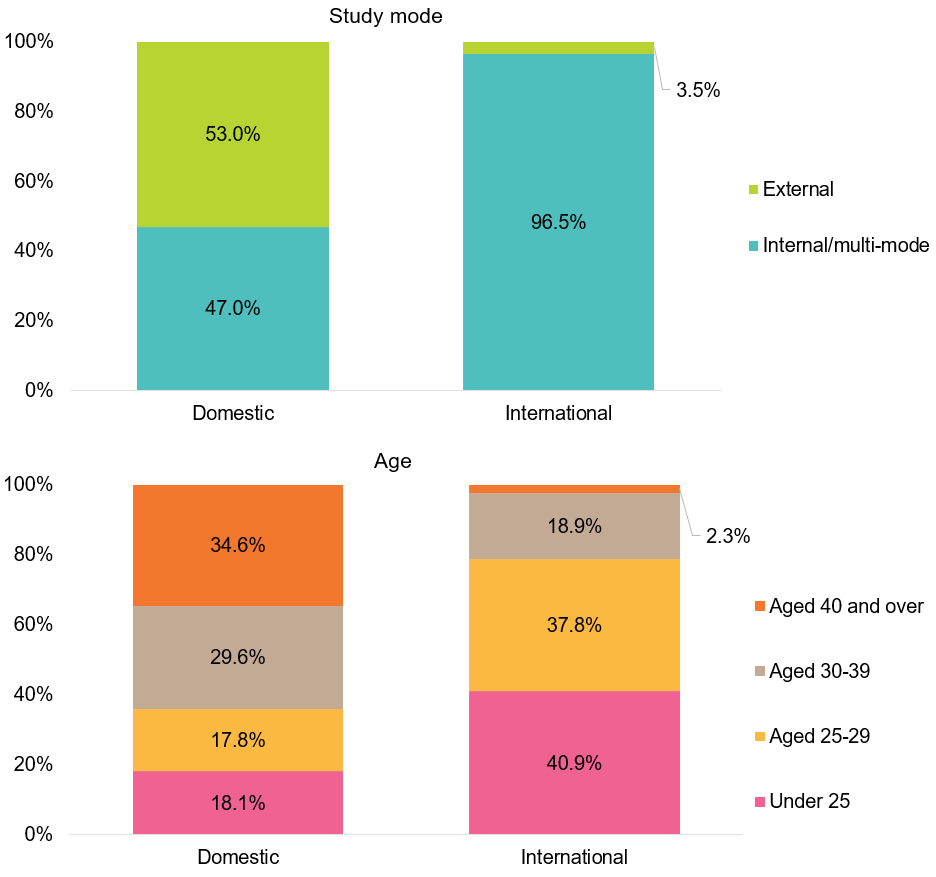 Study mode
100%
80%
60%
40%
20%
0%
53.0%
47.0%
3.5%
96.5%
Domestic
International
External
Internal/multi-mode
Age
100%
80%
60%
40%
20%
0%
34.6%
29.6%
17.8%
18.1%
2.3%
18.9%
37.8%
40.9%
Domestic
International
Aged 40 and over
Aged 30-39
Aged 25-29
Under 25